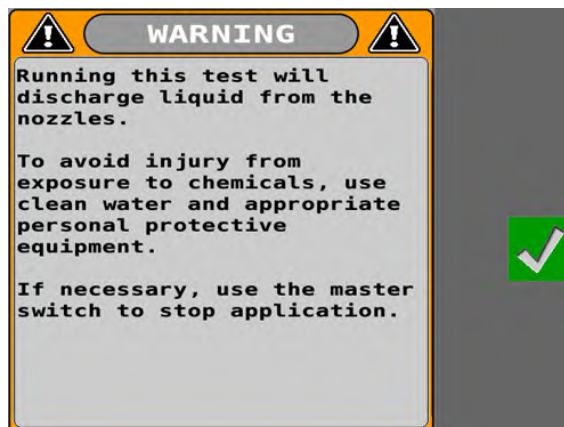 WARNING
Running this test will
discharge liquid from the
nozzles.
To avoid injury from
exposure to chemicals, use
clean water and appropriate
personal protective
equipment.
If necessary, use the master
switch to stop application.